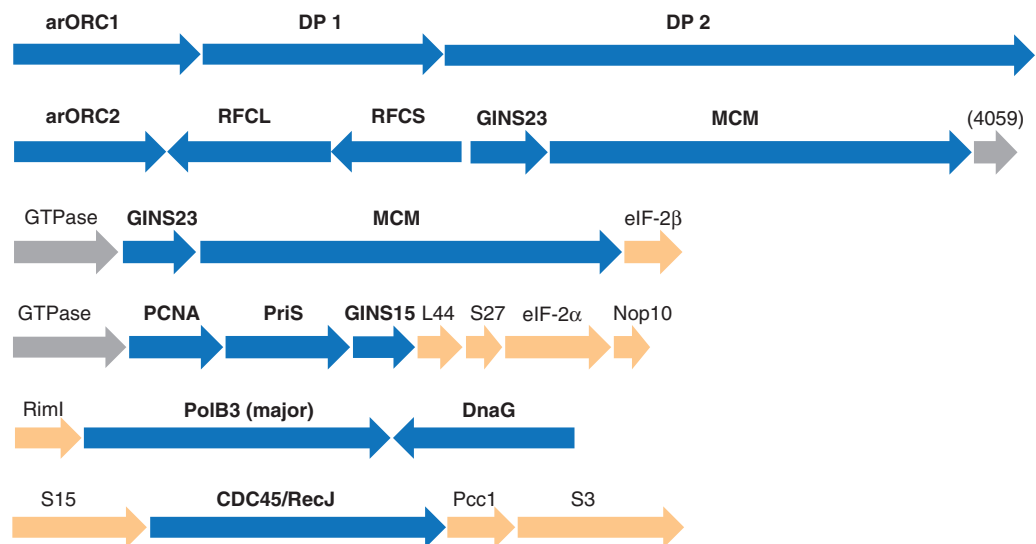 arORC1 DP 1 DP 2
arORC2 RFCL RFCS GINS23 MCM (4059)
GTPase GINS23 MCM eIF-2β
GTPase PCNA PriS GINS15 L44 S27 eIF-2α Nop10
RimI PolB3 (major) DnaG
S15 CDC45/RecJ Pcc1 S3